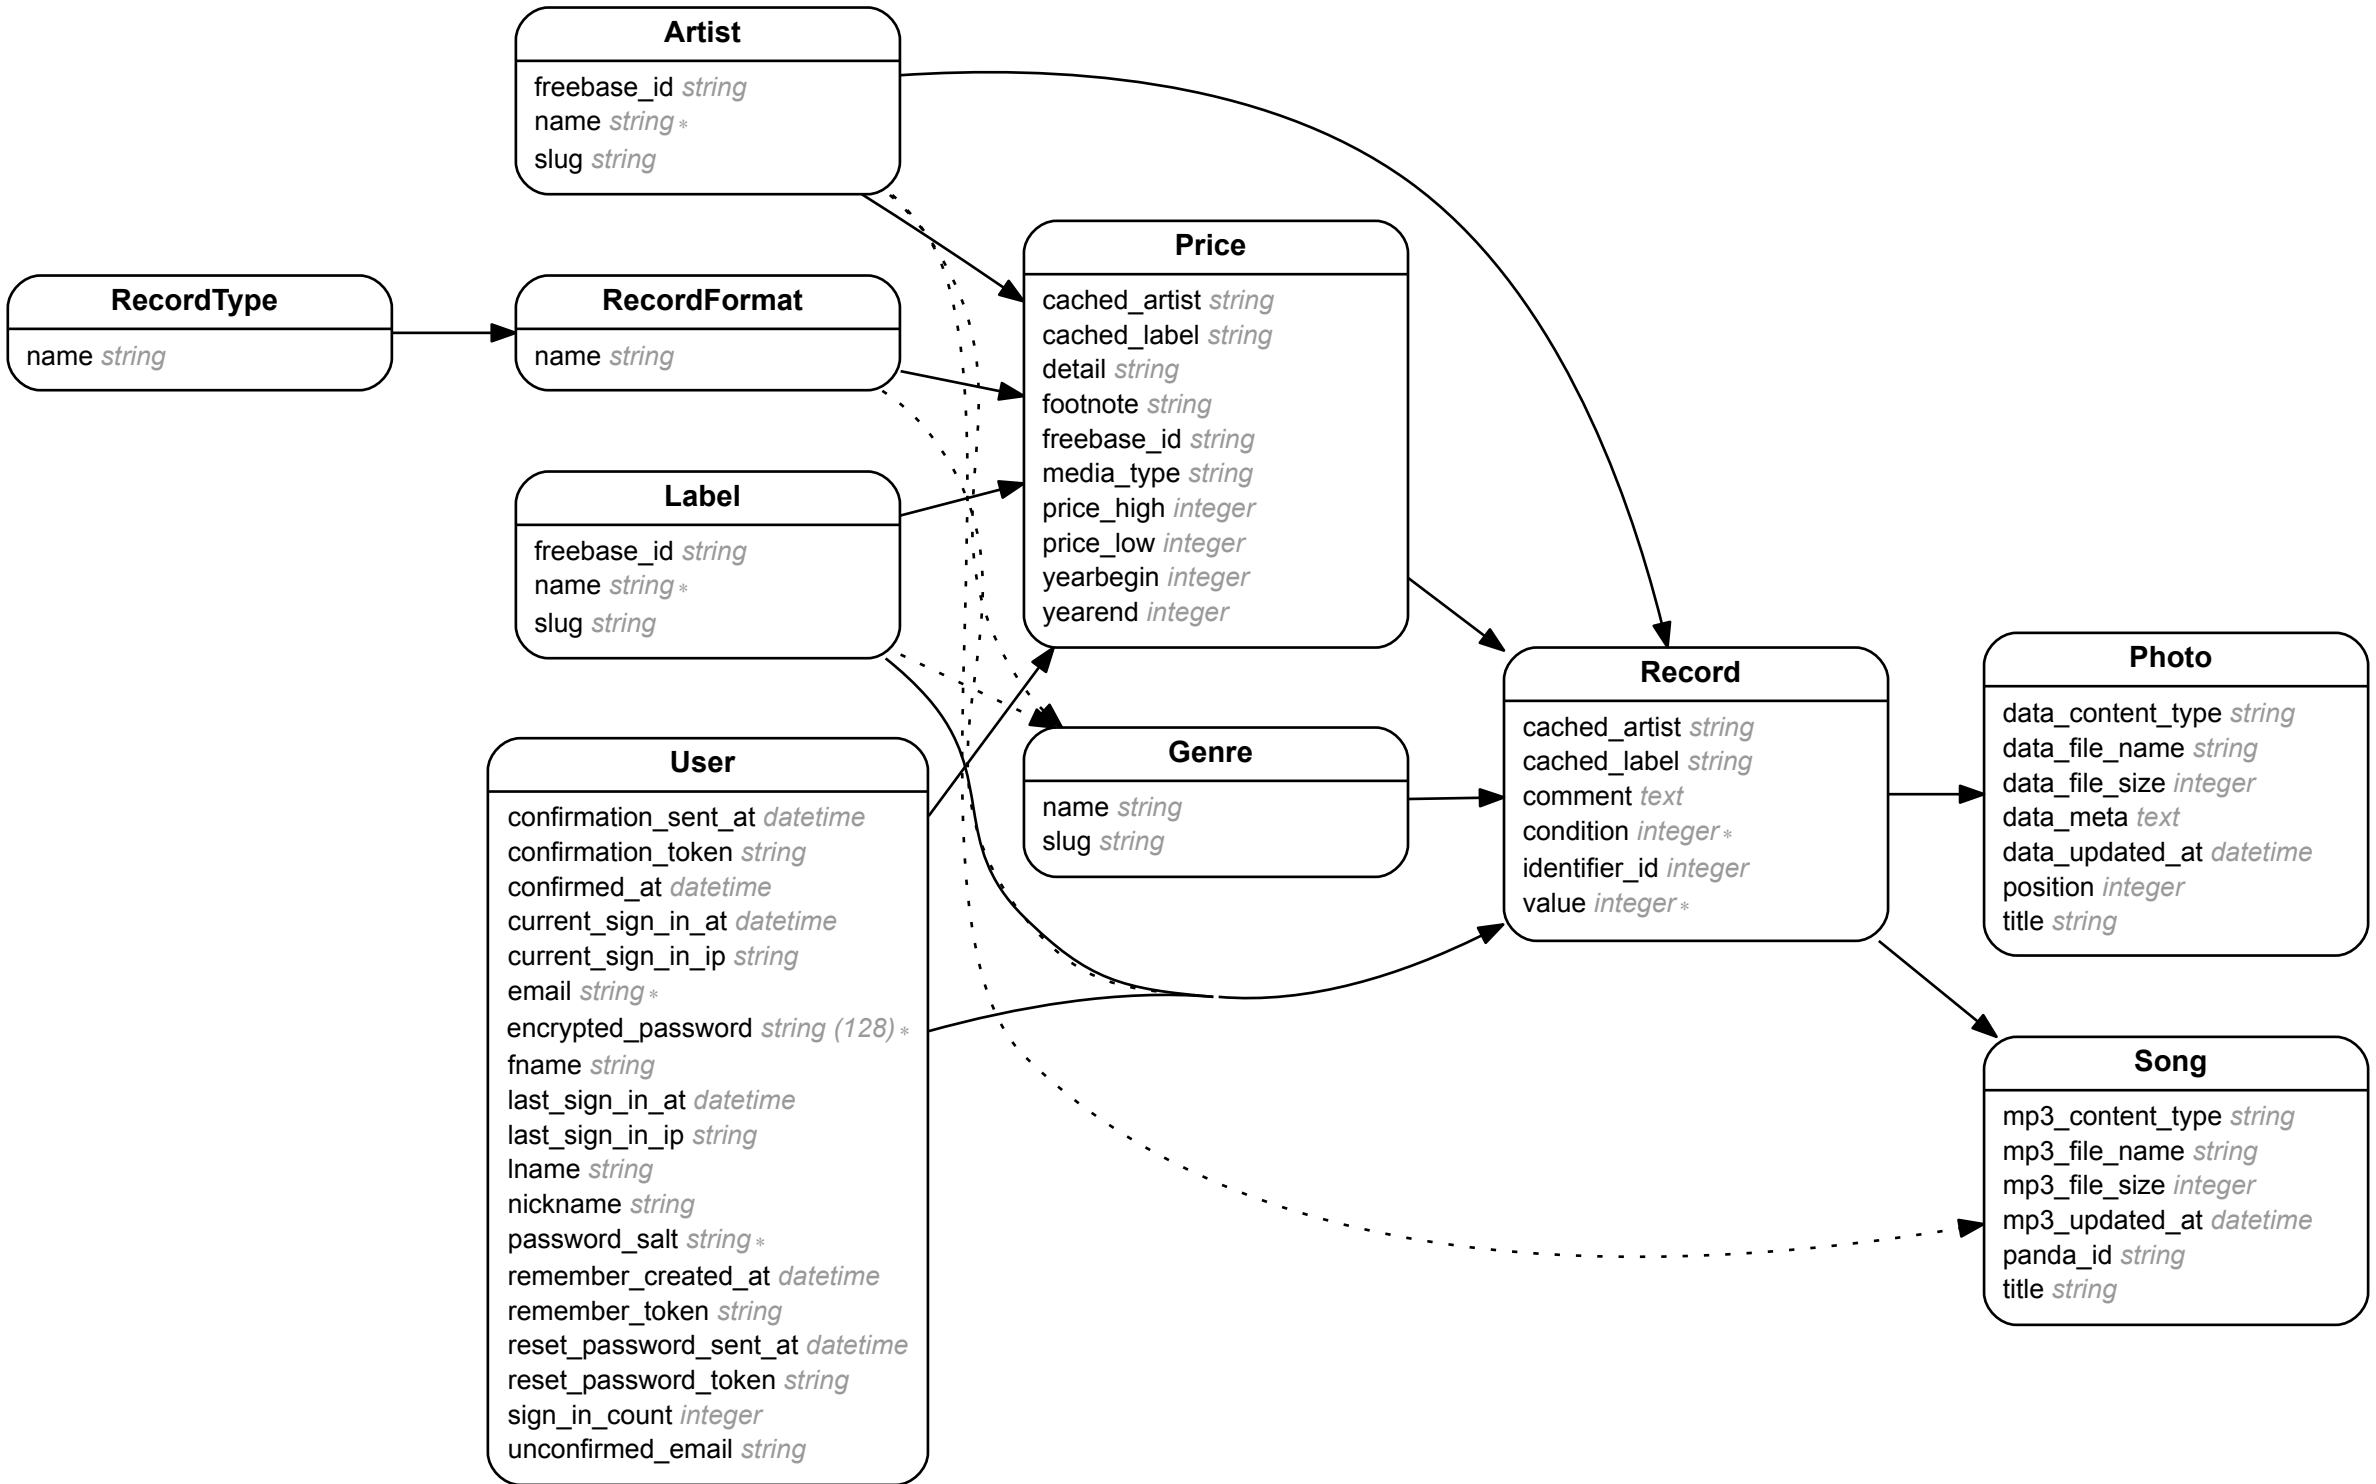 Artist
freebase_id string
name string *
slug string
RecordType
name string
RecordFormat
name string
Label
freebase_id string
name string *
slug string
User
confirmation_sent_at datetime
confirmation_token string
confirmed_at datetime
current_sign_in_at datetime
current_sign_in_ip string
email string *
encrypted_password string (128) *
fname string
last_sign_in_at datetime
last_sign_in_ip string
lname string
nickname string
password_salt string *
remember_created_at datetime
remember_token string
reset_password_sent_at datetime
reset_password_token string
sign_in_count integer
unconfirmed_email string
Price
cached_artist string
cached_label string
detail string
footnote string
freebase_id string
media_type string
price_high integer
price_low integer
yearbegin integer
yearend integer
Genre
name string
slug string
Record
cached_artist string
cached_label string
comment text
condition integer *
identifier_id integer
value integer *
Photo
data_content_type string
data_file_name string
data_file_size integer
data_meta text
data_updated_at datetime
position integer
title string
Song
mp3_content_type string
mp3_file_name string
mp3_file_size integer
mp3_updated_at datetime
panda_id string
title string